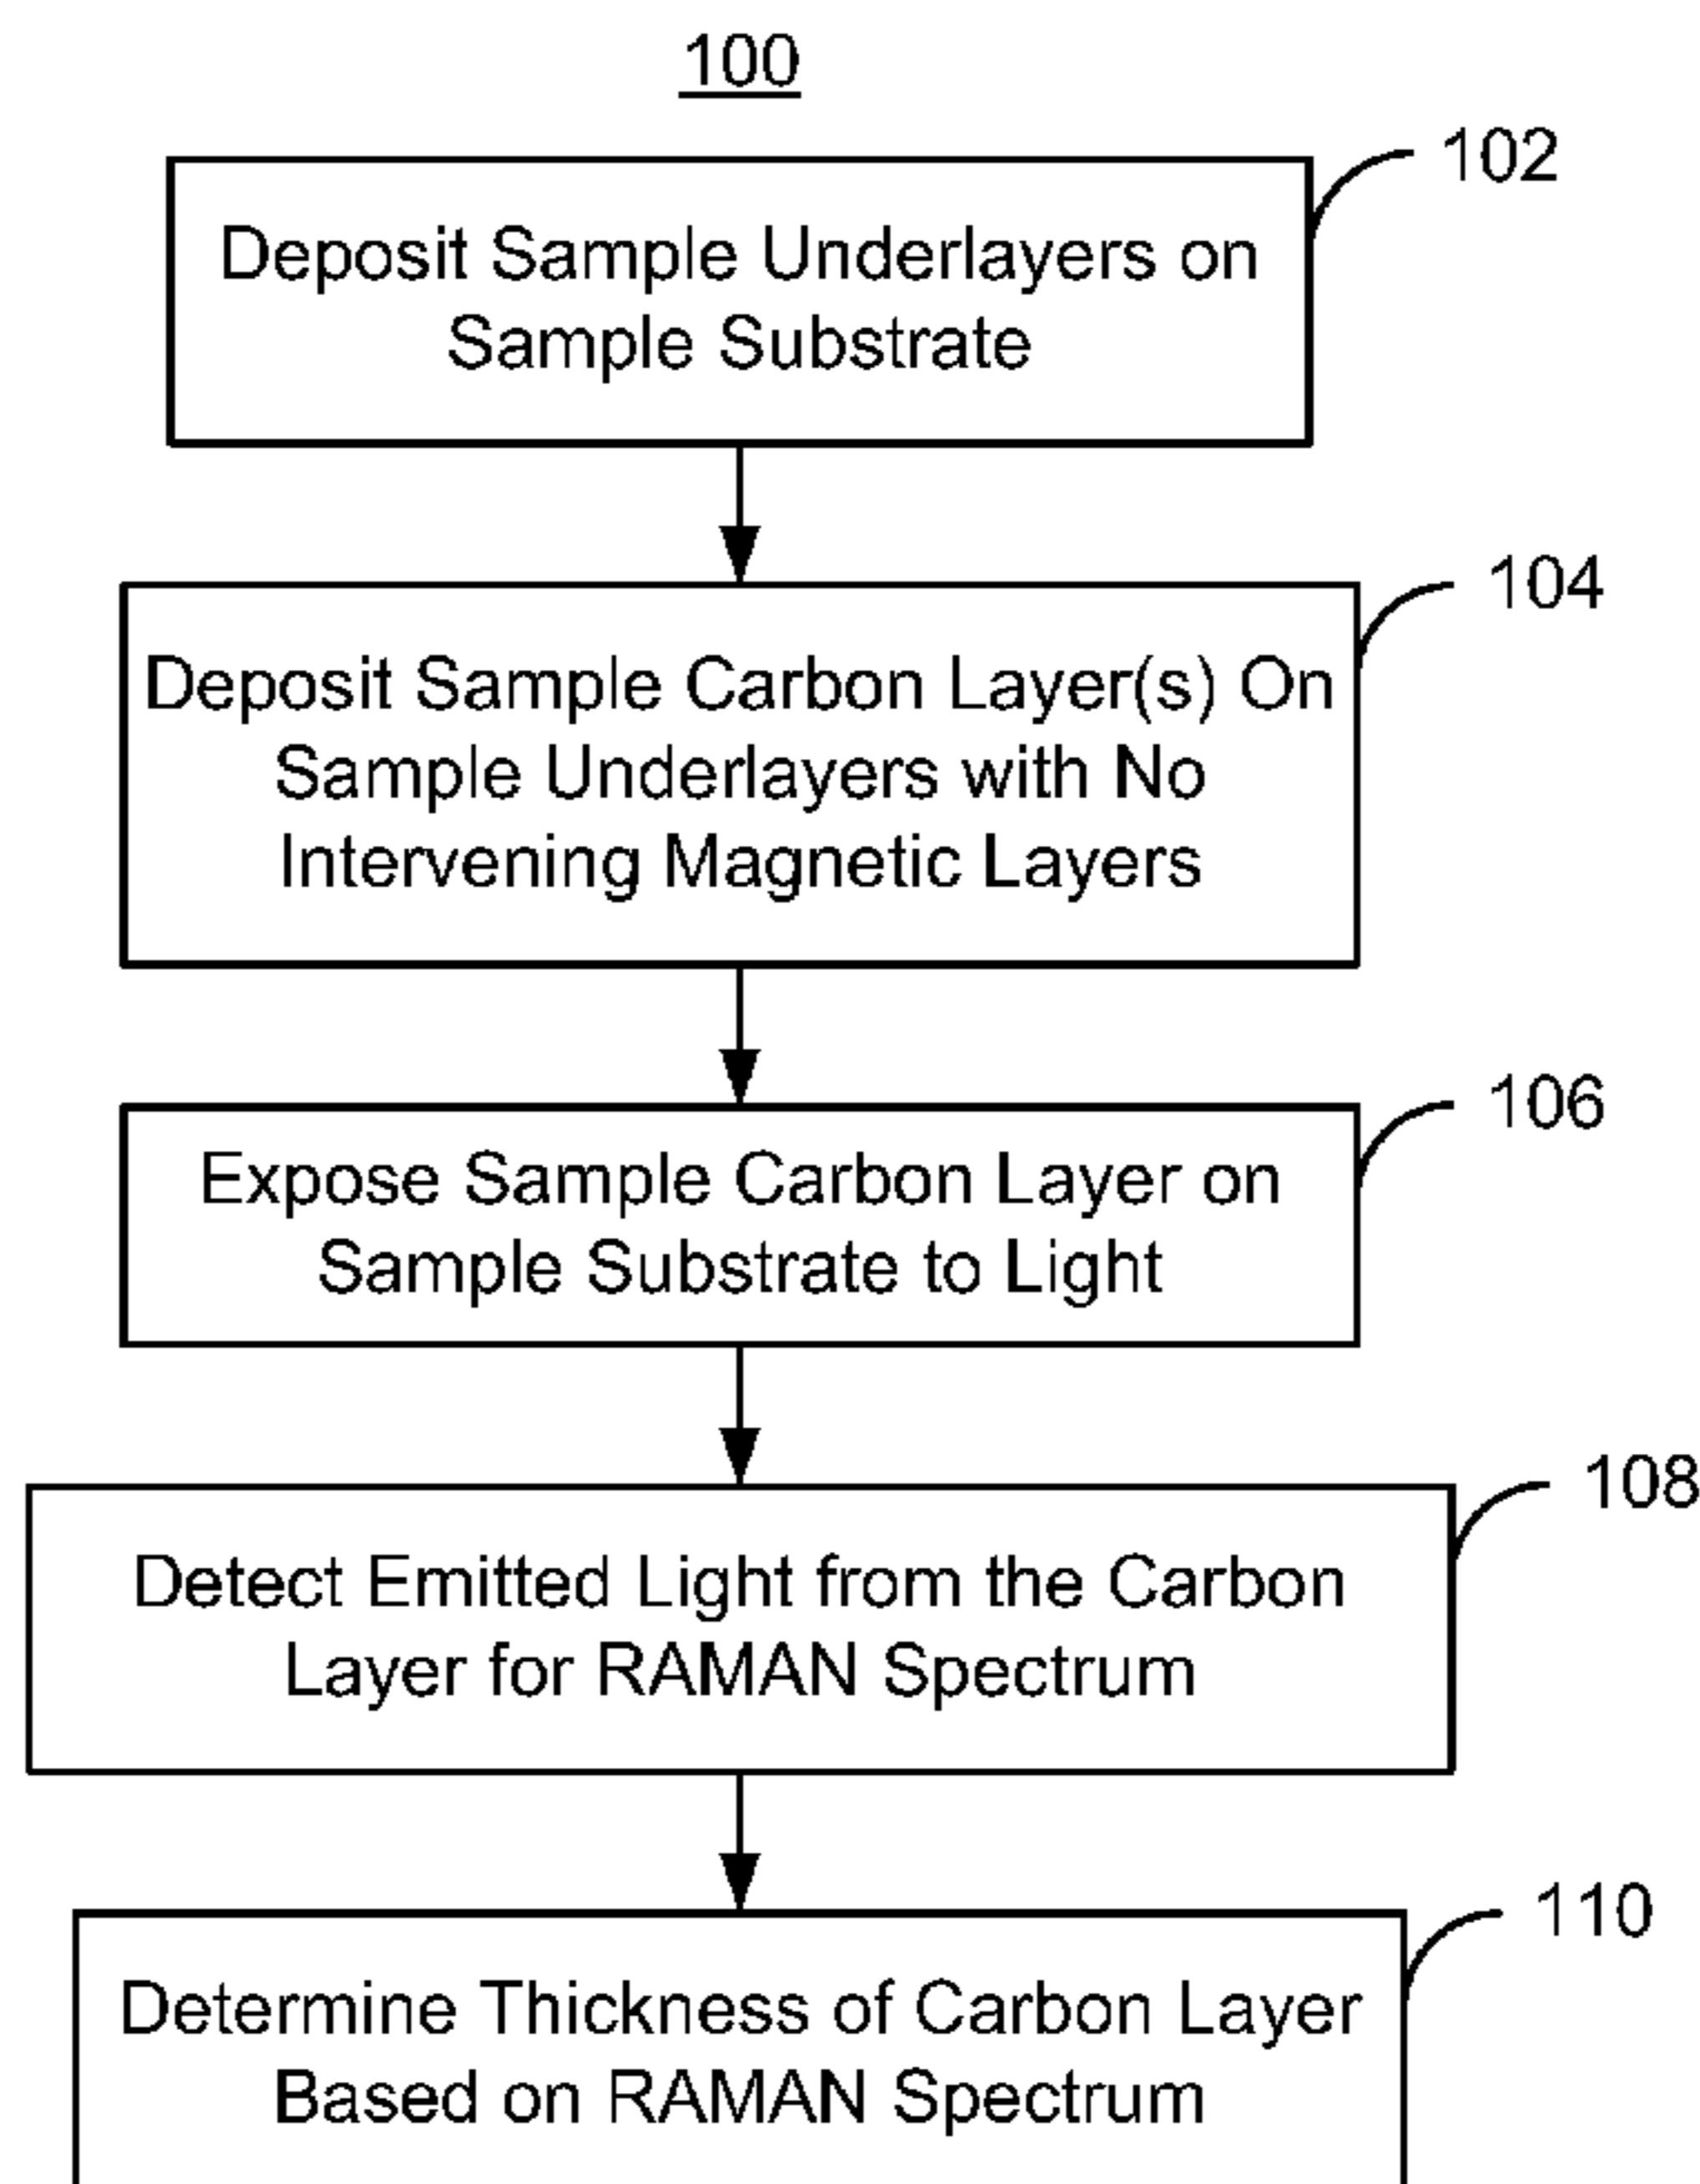 100
102
Deposit Sample Underlayers on
Sample Substrate
104
Deposit Sample Carbon Layer(s) On
Sample Underlayers with No
Intervening Magnetic Layers
106
Expose Sample Carbon Layer on
Sample Substrate to Light
108
Detect Emitted Light from the Carbon
Layer for RAMAN Spectrum
110
Determine Thickness of Carbon Layer
Based on RAMAN Spectrum